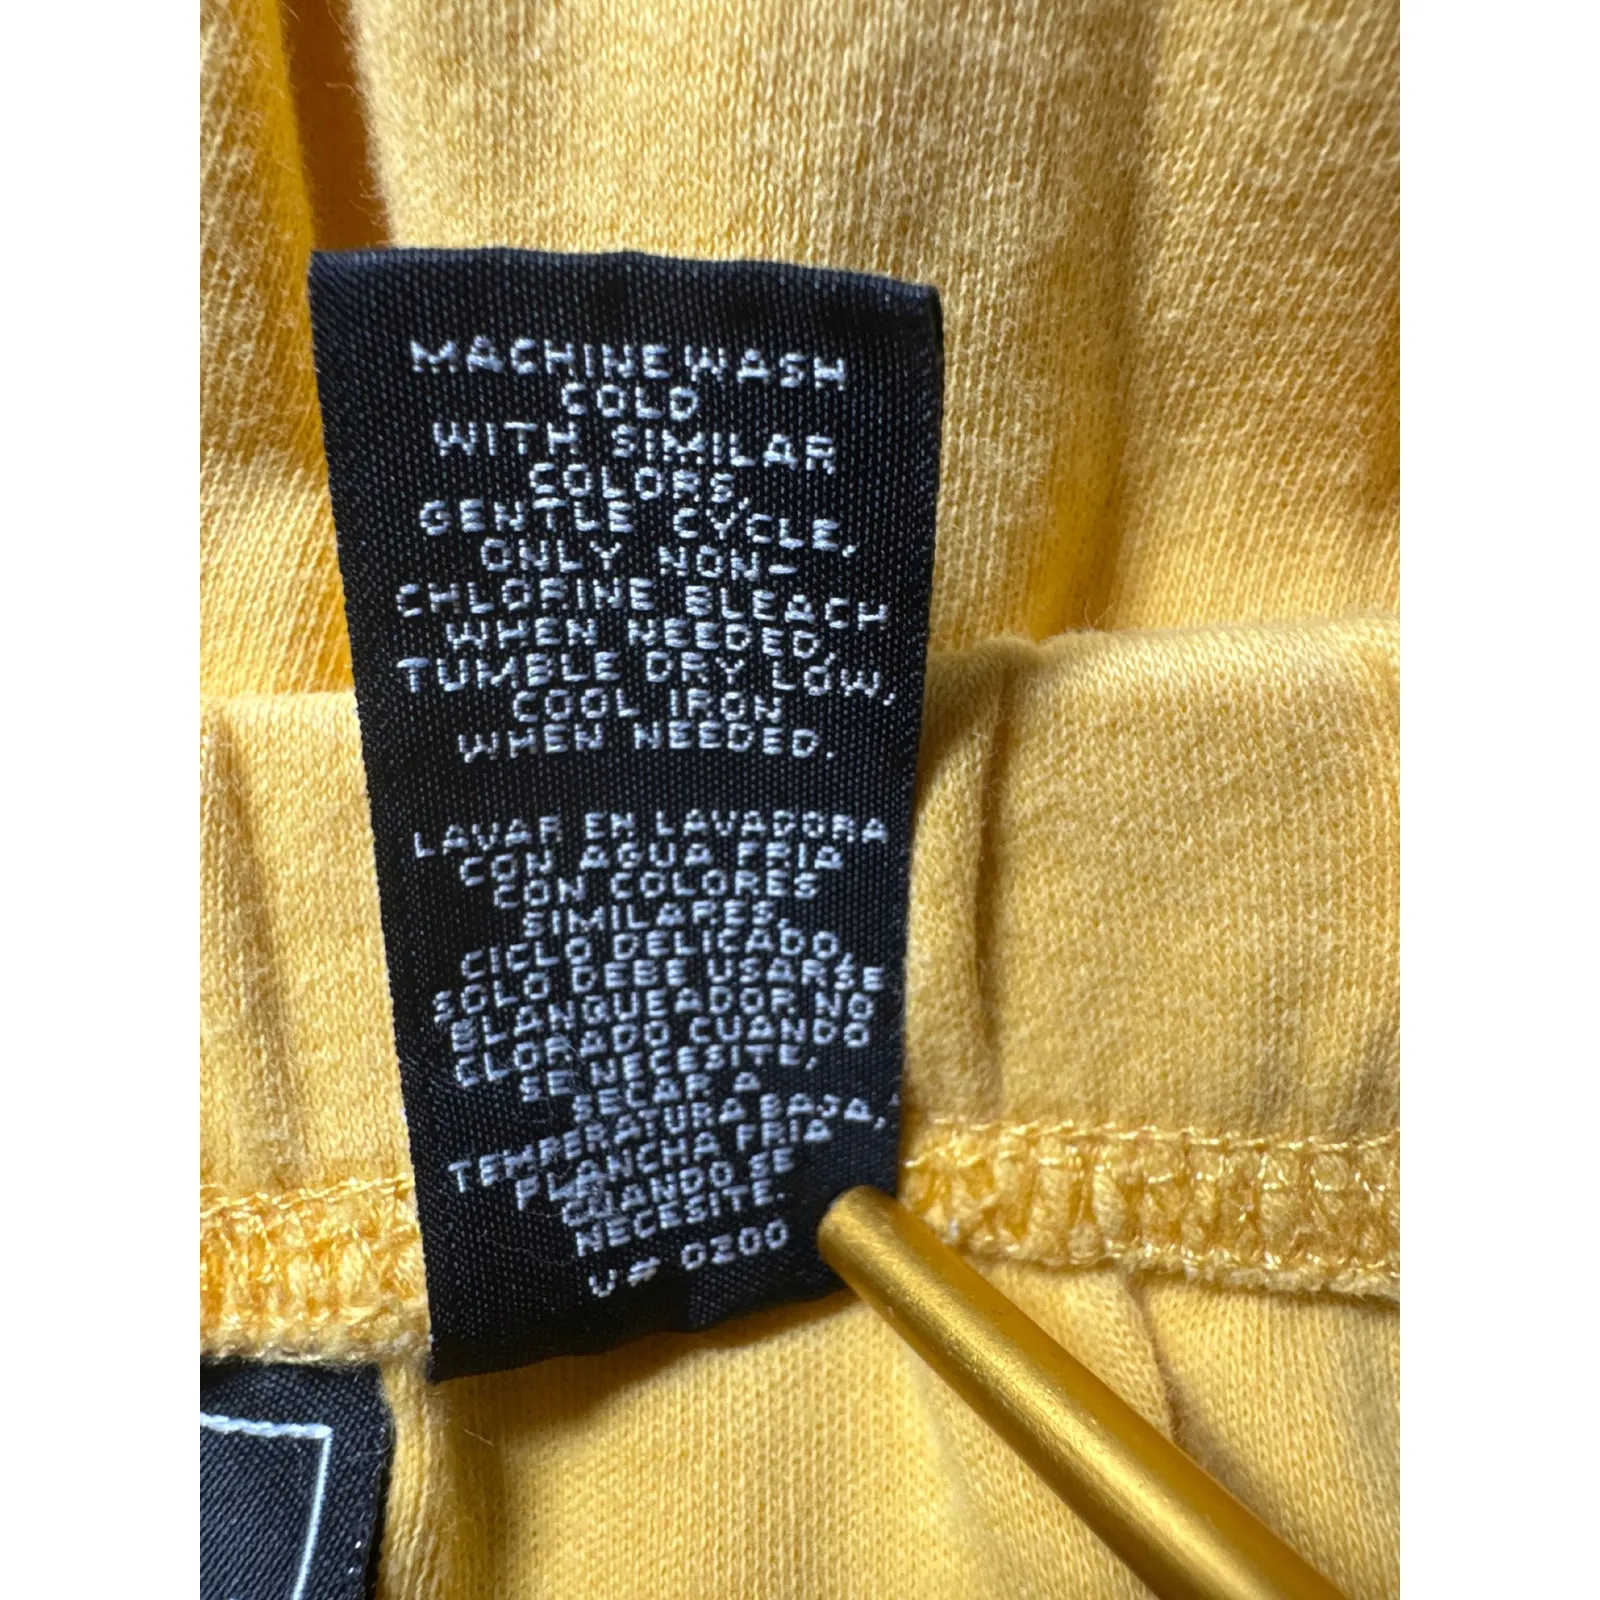 MACHINE WASH
COLD
WITH SIMILAR
COLORS,
GENTLE CYCLE,
ONLY NON-
CHLORINE BLEACH
WHEN NEEDED,
TUMBLE DRY LOW,
COOL IRON
WHEN NEEDED.
LAVAR EN LAVADORA
CON AGUA FRIA
CON COLORES
SIMILARES,
CICLO DELICADO,
SOLO DEBE USARSE
BLANQUEADOR NO
CLORADO CUANDO
SE NECESITE,
SECAR A
TEMPERATURA BAJA,
PLANCHA FRIA
CUANDO SE
NECESITE.
V# 0200